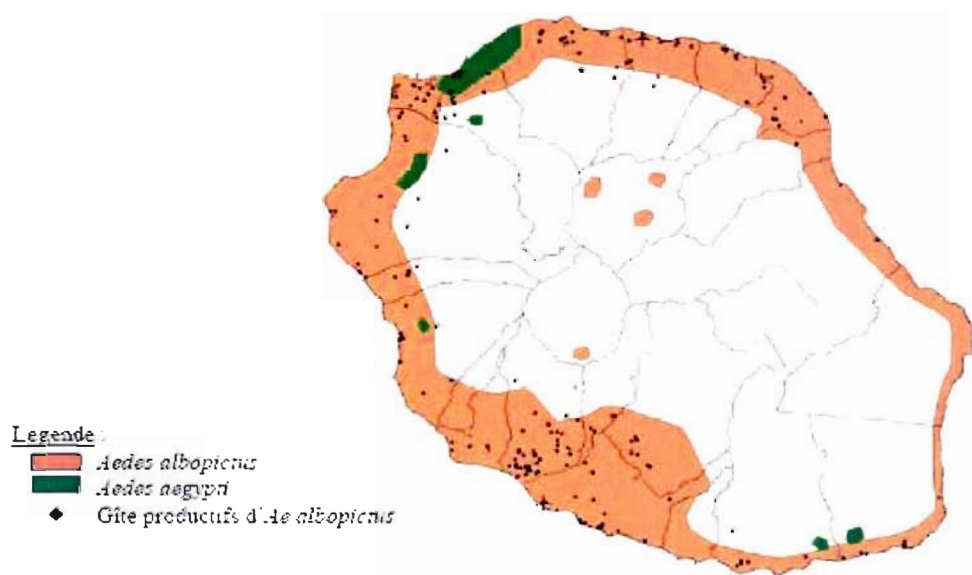 Legende :
Aedes albopictus
Aedes aegypti
Gîte productifs d'Ae albopictus